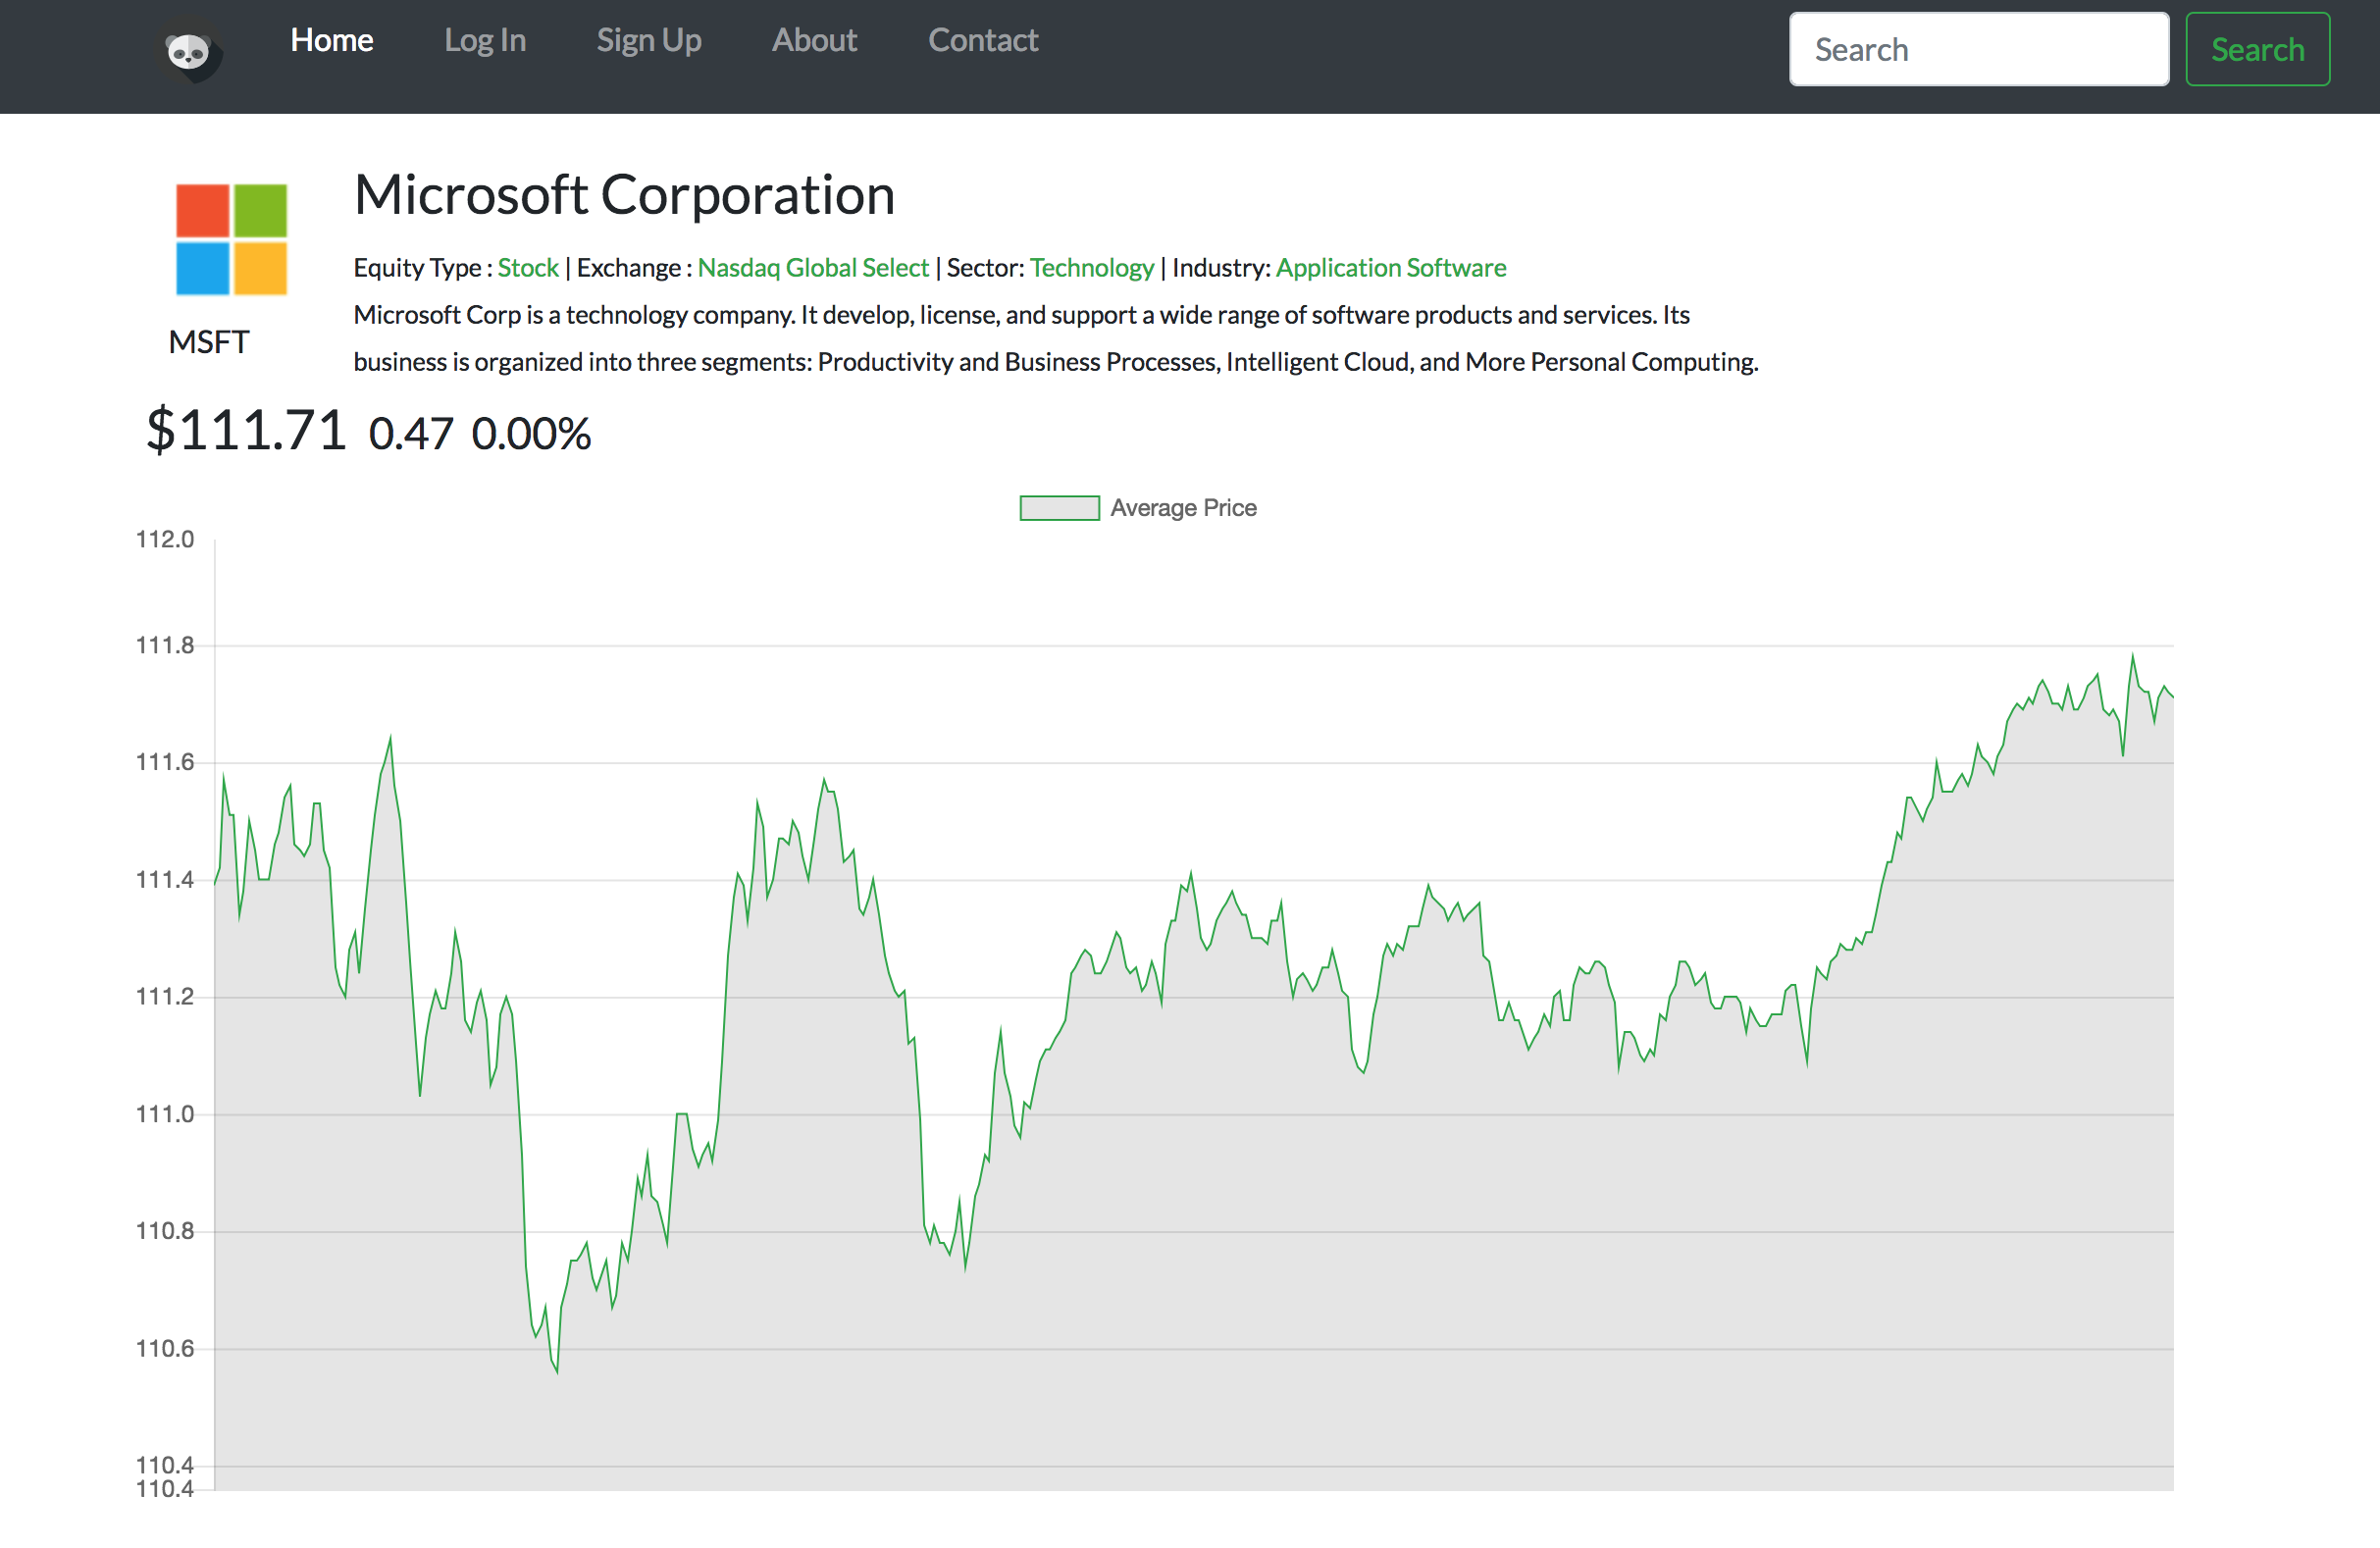 Home Log In Sign Up About Contact Search Search
Microsoft Corporation
Equity Type : Stock | Exchange : Nasdaq Global Select | Sector: Technology | Industry: Application Software
Microsoft Corp is a technology company. It develop, license, and support a wide range of software products and services. Its
business is organized into three segments: Productivity and Business Processes, Intelligent Cloud, and More Personal Computing.
MSFT
$111.71 0.47 0.00%
Average Price
112.0
111.8
111.6
111.4
111.2
111.0
110.8
110.6
110.4
110.4